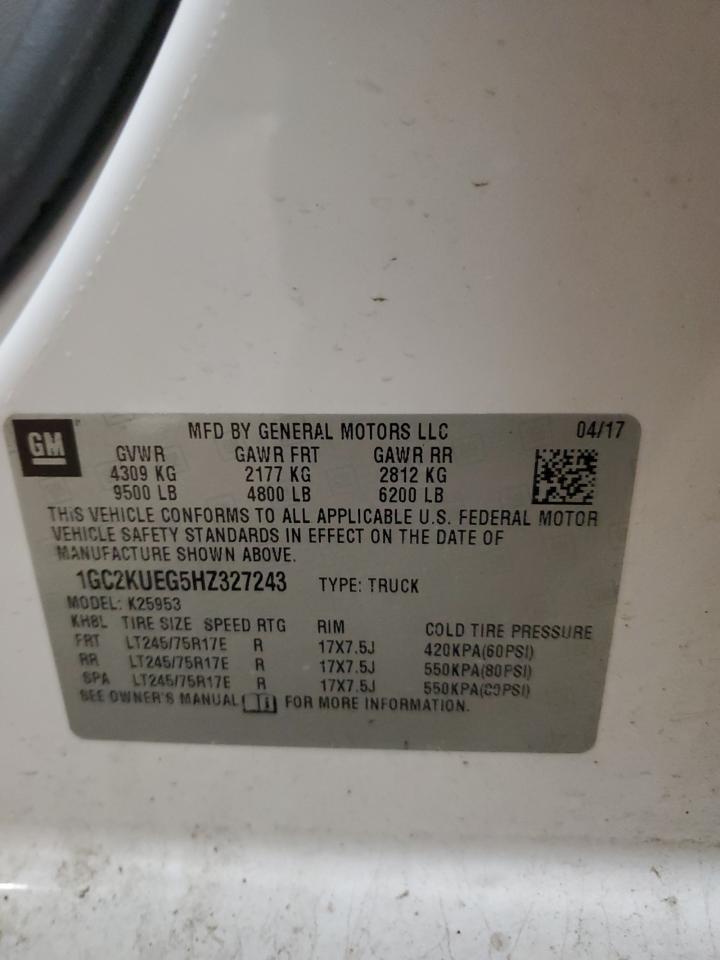 GM
MFD BY GENERAL MOTORS LLC 04/17
GVWR GAWR FRT GAWR RR
4309 KG 2177 KG 2812 KG
9500 LB 4800 LB 6200 LB
THIS VEHICLE CONFORMS TO ALL APPLICABLE U.S. FEDERAL MOTOR
VEHICLE SAFETY STANDARDS IN EFFECT ON THE DATE OF
MANUFACTURE SHOWN ABOVE.
1GC2KUEG5HZ327243 TYPE: TRUCK
MODEL: K25953
KHBL TIRE SIZE SPEED RTG RIM COLD TIRE PRESSURE
FRT LT245/75R17E R 17X7.5J 420KPA(60PSI)
RR LT245/75R17E R 17X7.5J 550KPA(80PSI)
SPA LT245/75R17E R 17X7.5J 550KPA(80PSI)
SEE OWNER'S MANUAL FOR MORE INFORMATION.